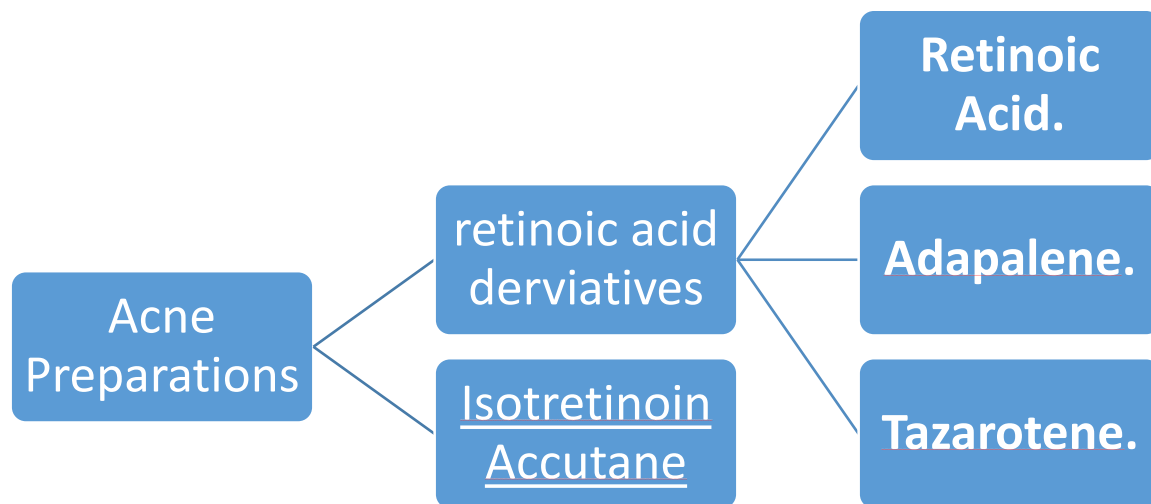 Acne
Preparations
retinoic acid
derviatives
Isotretinoin
Accutane
Retinoic
Acid.
Adapalene.
Tazarotene.